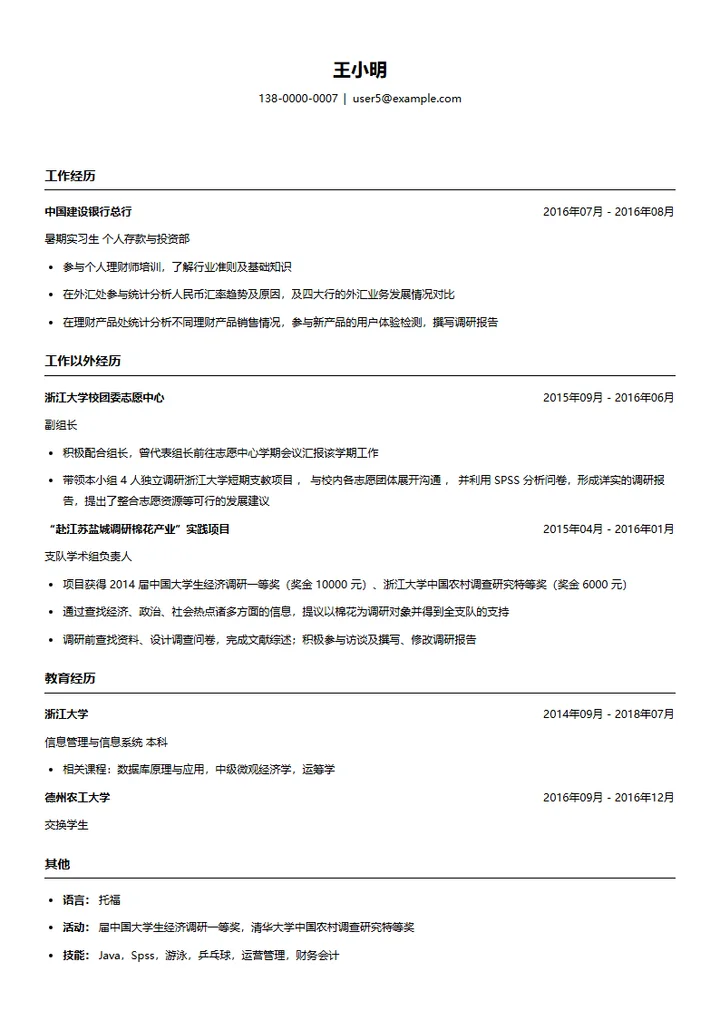 王小明
138-0000-0007 | user5@example.com
工作经历
中国建设银行总行 2016年07月 - 2016年08月
暑期实习生 个人存款与投资部
• 参与个人理财师培训，了解行业准则及基础知识
• 在外汇处参与统计分析人民币汇率趋势及原因，及四大行的外汇业务发展情况对比
• 在理财产品处统计分析不同理财产品销售情况，参与新产品的用户体验检测，撰写调研报告
工作以外经历
浙江大学校团委志愿中心 2015年09月 - 2016年06月
副组长
• 积极配合组长，曾代表组长前往志愿中心学期会议汇报该学期工作
• 带领本小组 4 人独立调研浙江大学短期支教项目 ， 与校内各志愿团体展开沟通 ， 并利用 SPSS 分析问卷，形成详实的调研报
告，提出了整合志愿资源等可行的发展建议
“赴江苏盐城调研棉花产业”实践项目 2015年04月 - 2016年01月
支队学术组负责人
• 项目获得 2014 届中国大学生经济调研一等奖（奖金 10000 元）、浙江大学中国农村调查研究特等奖（奖金 6000 元）
• 通过查找经济、政治、社会热点诸多方面的信息，提议以棉花为调研对象并得到全支队的支持
• 调研前查找资料、设计调查问卷，完成文献综述；积极参与访谈及撰写、修改调研报告
教育经历
浙江大学 2014年09月 - 2018年07月
信息管理与信息系统 本科
• 相关课程：数据库原理与应用，中级微观经济学，运筹学
德州农工大学 2016年09月 - 2016年12月
交换学生
其他
• 语言： 托福
• 活动： 届中国大学生经济调研一等奖，清华大学中国农村调查研究特等奖
• 技能： Java，Spss，游泳，乒乓球，运营管理，财务会计